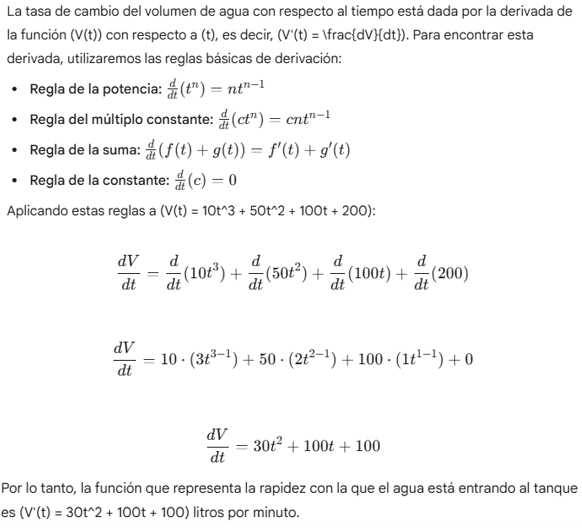 La tasa de cambio del volumen de agua con respecto al tiempo está dada por la derivada de
la función (V(t)) con respecto a (t), es decir, (V'(t) = \frac{dV}{dt}). Para encontrar esta
derivada, utilizaremos las reglas básicas de derivación:
• Regla de la potencia: $\frac{d}{dt}(t^n) = nt^{n-1}$
• Regla del múltiplo constante: $\frac{d}{dt}(ct^n) = cnt^{n-1}$
• Regla de la suma: $\frac{d}{dt}(f(t) + g(t)) = f'(t) + g'(t)$
• Regla de la constante: $\frac{d}{dt}(c) = 0$
Aplicando estas reglas a (V(t) = 10t^3 + 50t^2 + 100t + 200):
$\frac{dV}{dt} = \frac{d}{dt}(10t^3) + \frac{d}{dt}(50t^2) + \frac{d}{dt}(100t) + \frac{d}{dt}(200)$
$\frac{dV}{dt} = 10 \cdot (3t^{3-1}) + 50 \cdot (2t^{2-1}) + 100 \cdot (1t^{1-1}) + 0$
$\frac{dV}{dt} = 30t^2 + 100t + 100$
Por lo tanto, la función que representa la rapidez con la que el agua está entrando al tanque
es (V'(t) = 30t^2 + 100t + 100) litros por minuto.